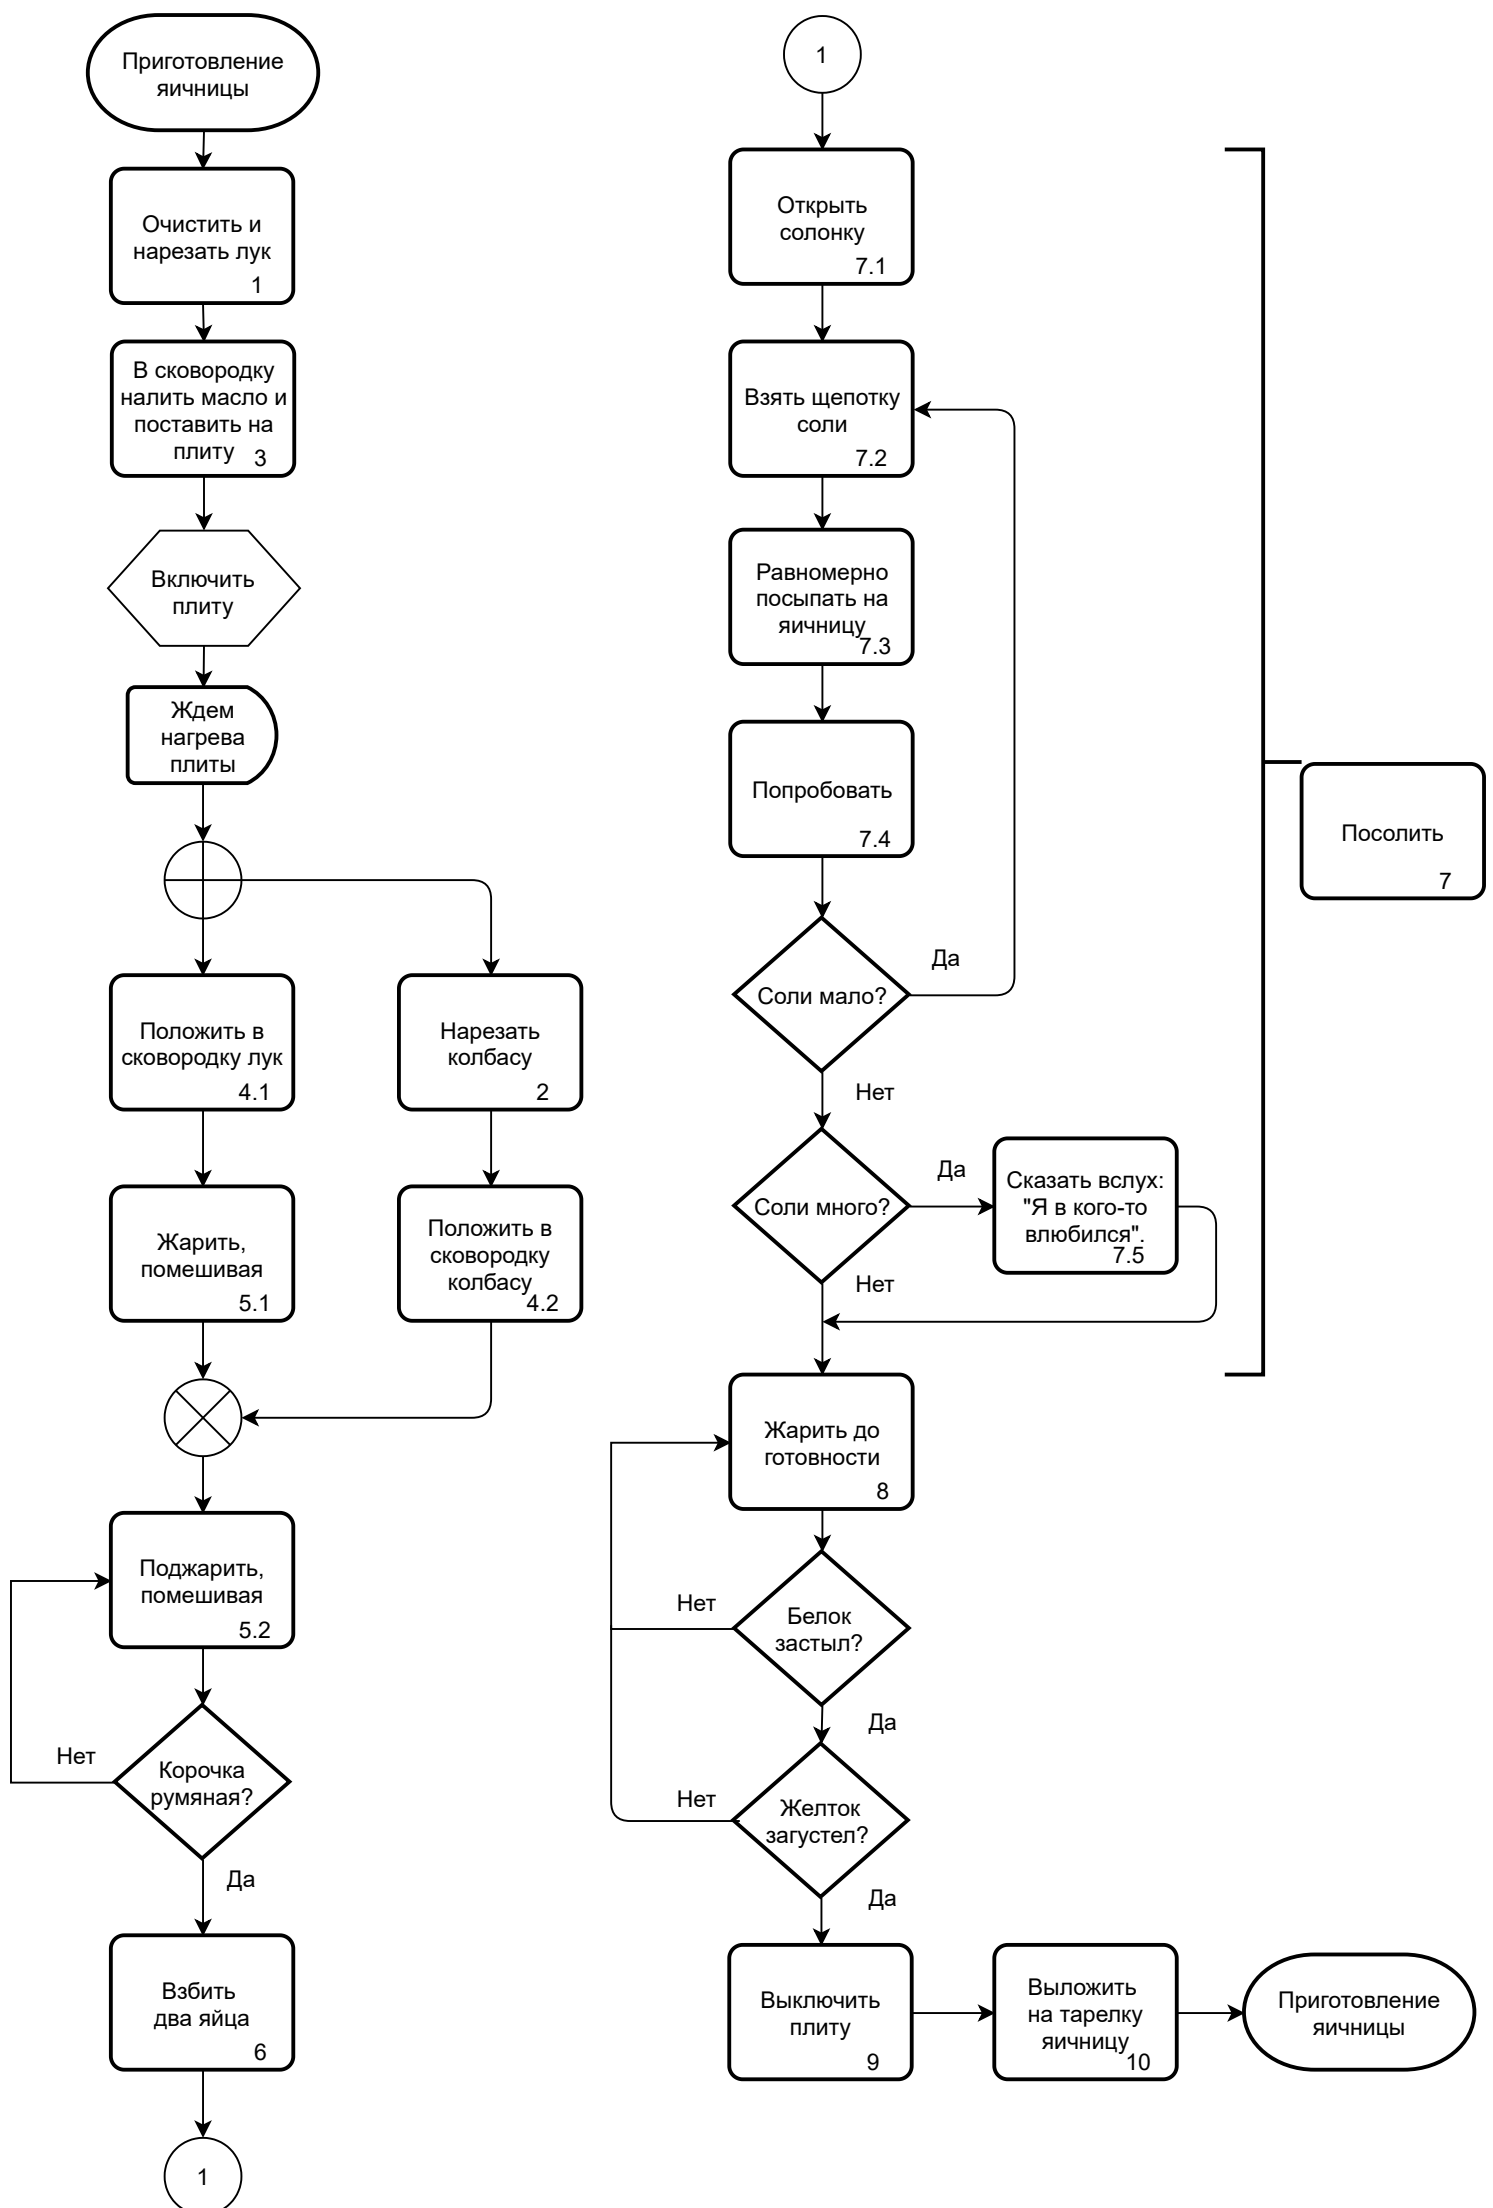 Приготовление
яичницы
Очистить и
нарезать лук
1
В сковородку
налить масло и
поставить на
плиту
3
Включить
плиту
Ждем
нагрева
плиты
Положить в
сковородку лук
4.1
Нарезать
колбасу
2
Жарить,
помешивая
5.1
Положить в
сковородку
колбасу
4.2
Поджарить,
помешивая
5.2
Нет
Корочка
румяная?
Да
Взбить
два яйца
6
1
1
Открыть
солонку
7.1
Взять щепотку
соли
7.2
Равномерно
посыпать на
яичницу
7.3
Попробовать
7.4
Посолить
7
Да
Соли мало?
Нет
Да
Соли много?
Сказать вслух:
"Я в кого-то
влюбился".
7.5
Нет
Жарить до
готовности
8
Нет
Белок
застыл?
Да
Нет
Желток
загустел?
Да
Выключить
плиту
9
Выложить
на тарелку
яичницу
10
Приготовление
яичницы